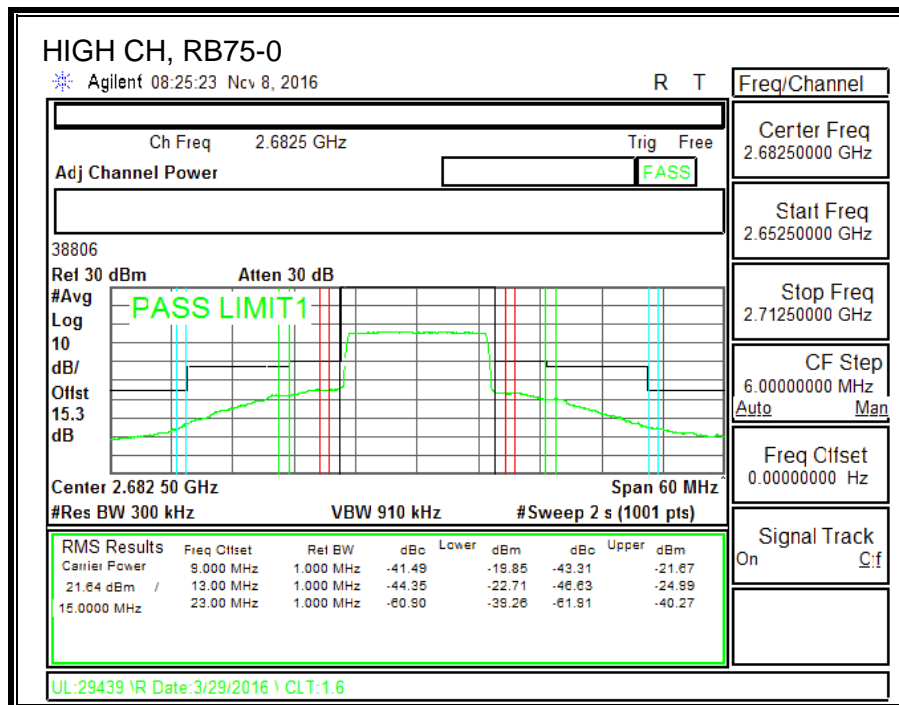 HIGH CH, RB75-0
Agilent 08:25:23 Nov 8, 2016 R T
Freq/Channel
Ch Freq 2.6825 GHz Trig Free
Adj Channel Power PASS
Center Freq
2.68250000 GHz
Start Freq
2.65250000 GHz
Stop Freq
2.71250000 GHz
CF Step
6.00000000 MHz
Auto Man
Freq Offset
0.00000000 Hz
Signal Track
On Off
38806
Ref 30 dBm Atten 30 dB
#Avg
Log
10
dB/
Offst
15.3
dB
PASS LIMIT1
Center 2.682 50 GHz Span 60 MHz
#Res BW 300 kHz VBW 910 kHz #Sweep 2 s (1001 pts)
RMS Results Freq Offset Ref BW dBc Lower dBm dBc Upper dBm
Carrier Power 9.000 MHz 1.000 MHz -41.49 -19.85 -43.31 -21.67
21.64 dBm / 13.00 MHz 1.000 MHz -44.35 -22.71 -46.63 -24.99
15.0000 MHz 23.00 MHz 1.000 MHz -60.90 -39.26 -61.91 -40.27
UL:29439 \R Date:3/29/2016 \ CLT:1.6